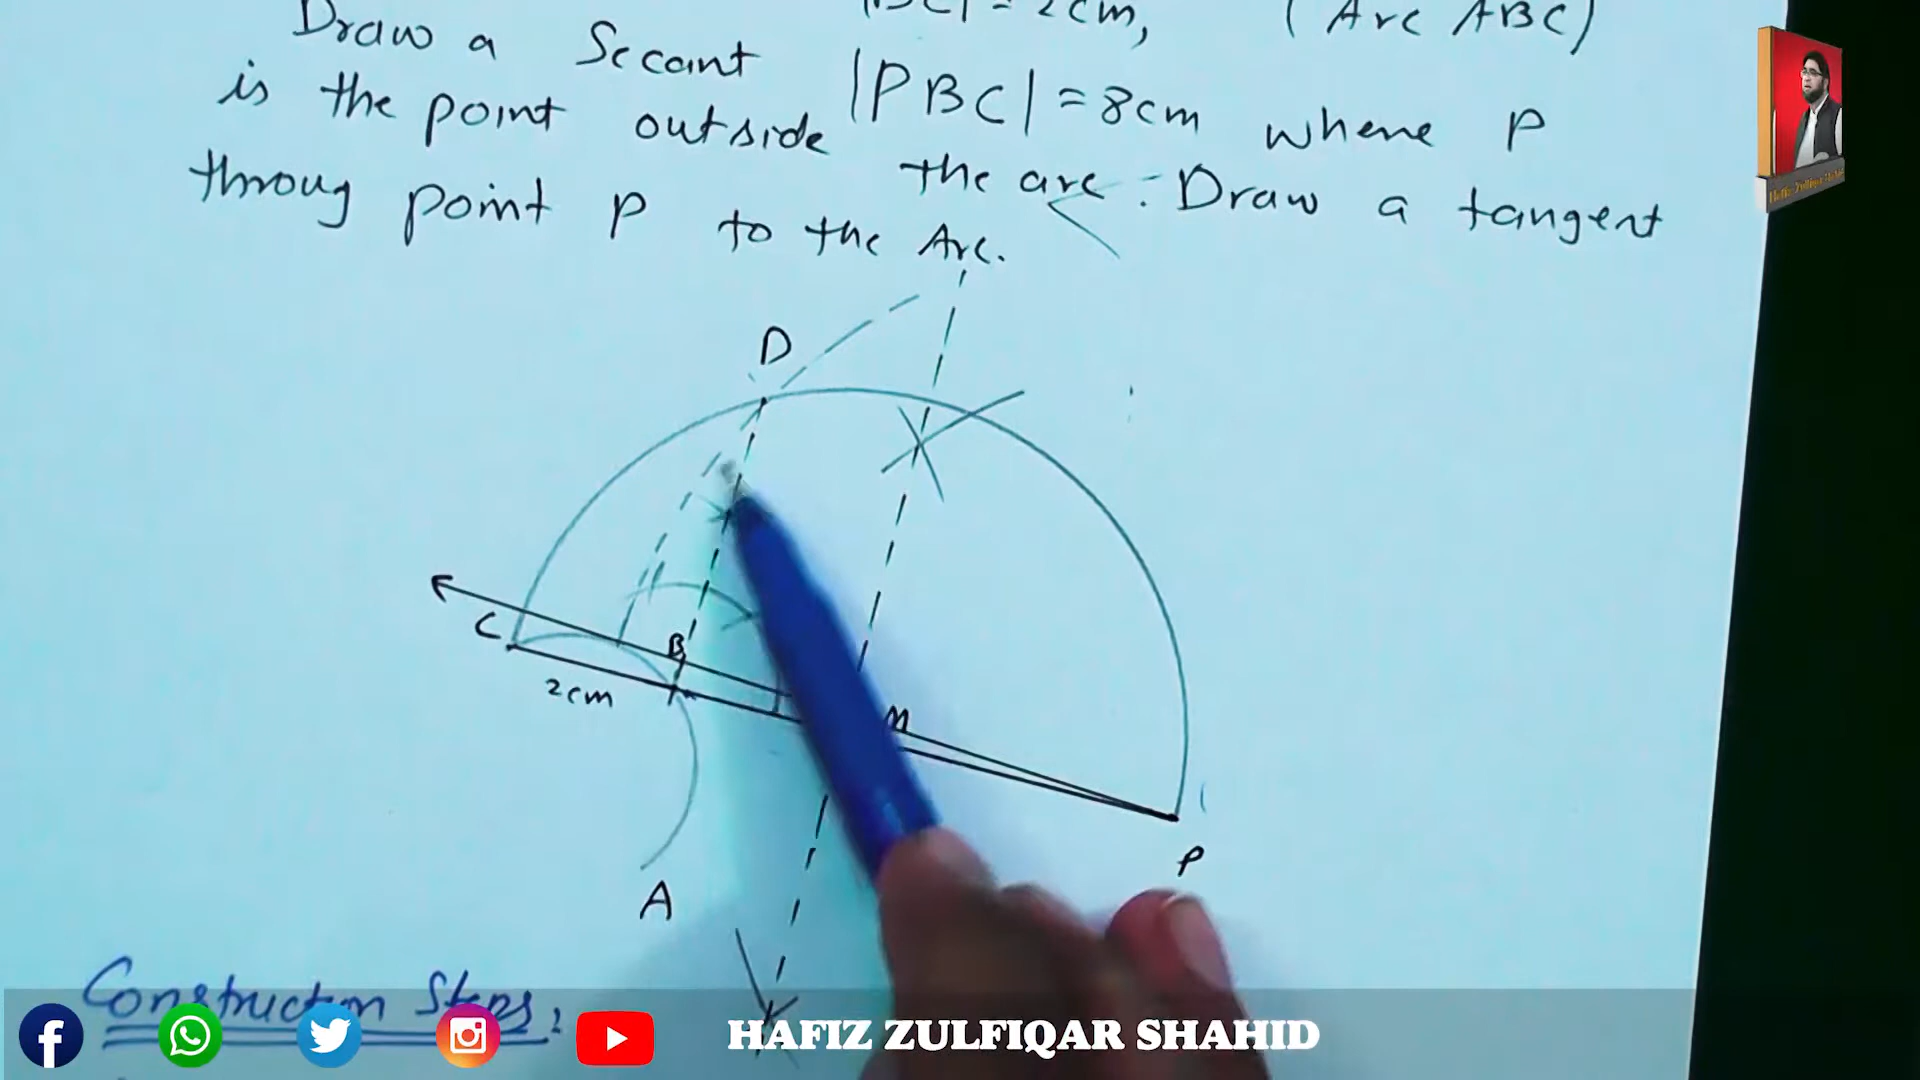 |BC| = 2cm, (Arc ABC)
Draw a Secant |PBC| = 8cm where P
is the point outside the arc. Draw a tangent
throug point P to the Arc.
D
C
B
2cm
M
P
A
Construction Steps:
HAFIZ ZULFIQAR SHAHID